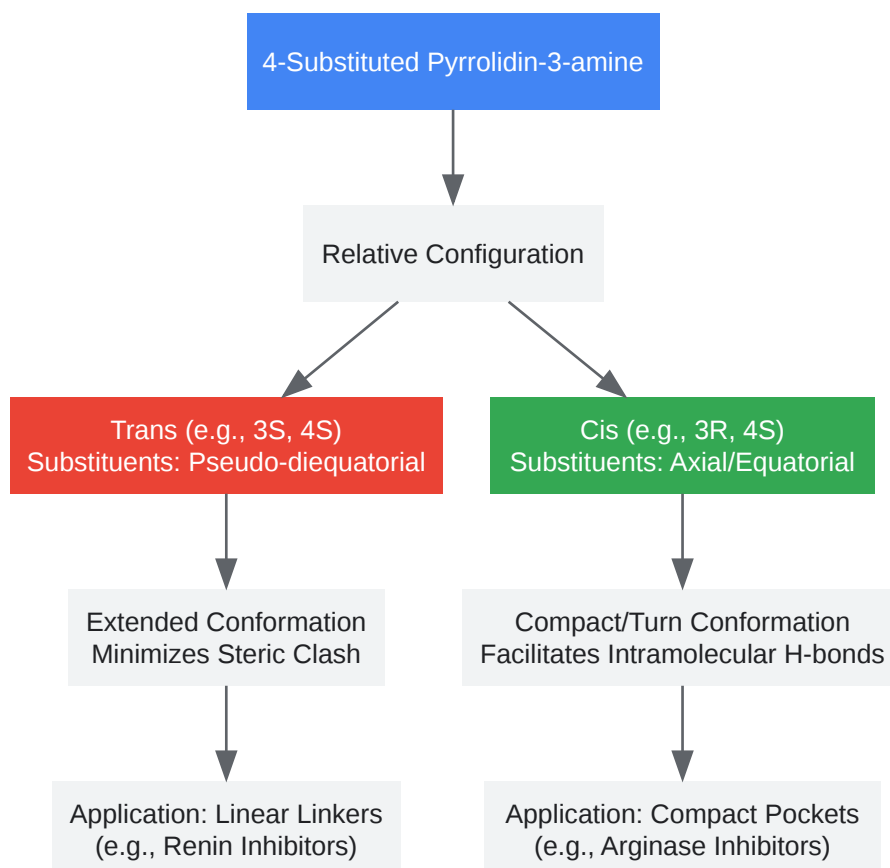 4-Substituted Pyrrolidin-3-amine
Relative Configuration
Trans (e.g., 3S, 4S)
Substituents: Pseudo-diequatorial
Cis (e.g., 3R, 4S)
Substituents: Axial/Equatorial
Extended Conformation
Minimizes Steric Clash
Compact/Turn Conformation
Facilitates Intramolecular H-bonds
Application: Linear Linkers
(e.g., Renin Inhibitors)
Application: Compact Pockets
(e.g., Arginase Inhibitors)